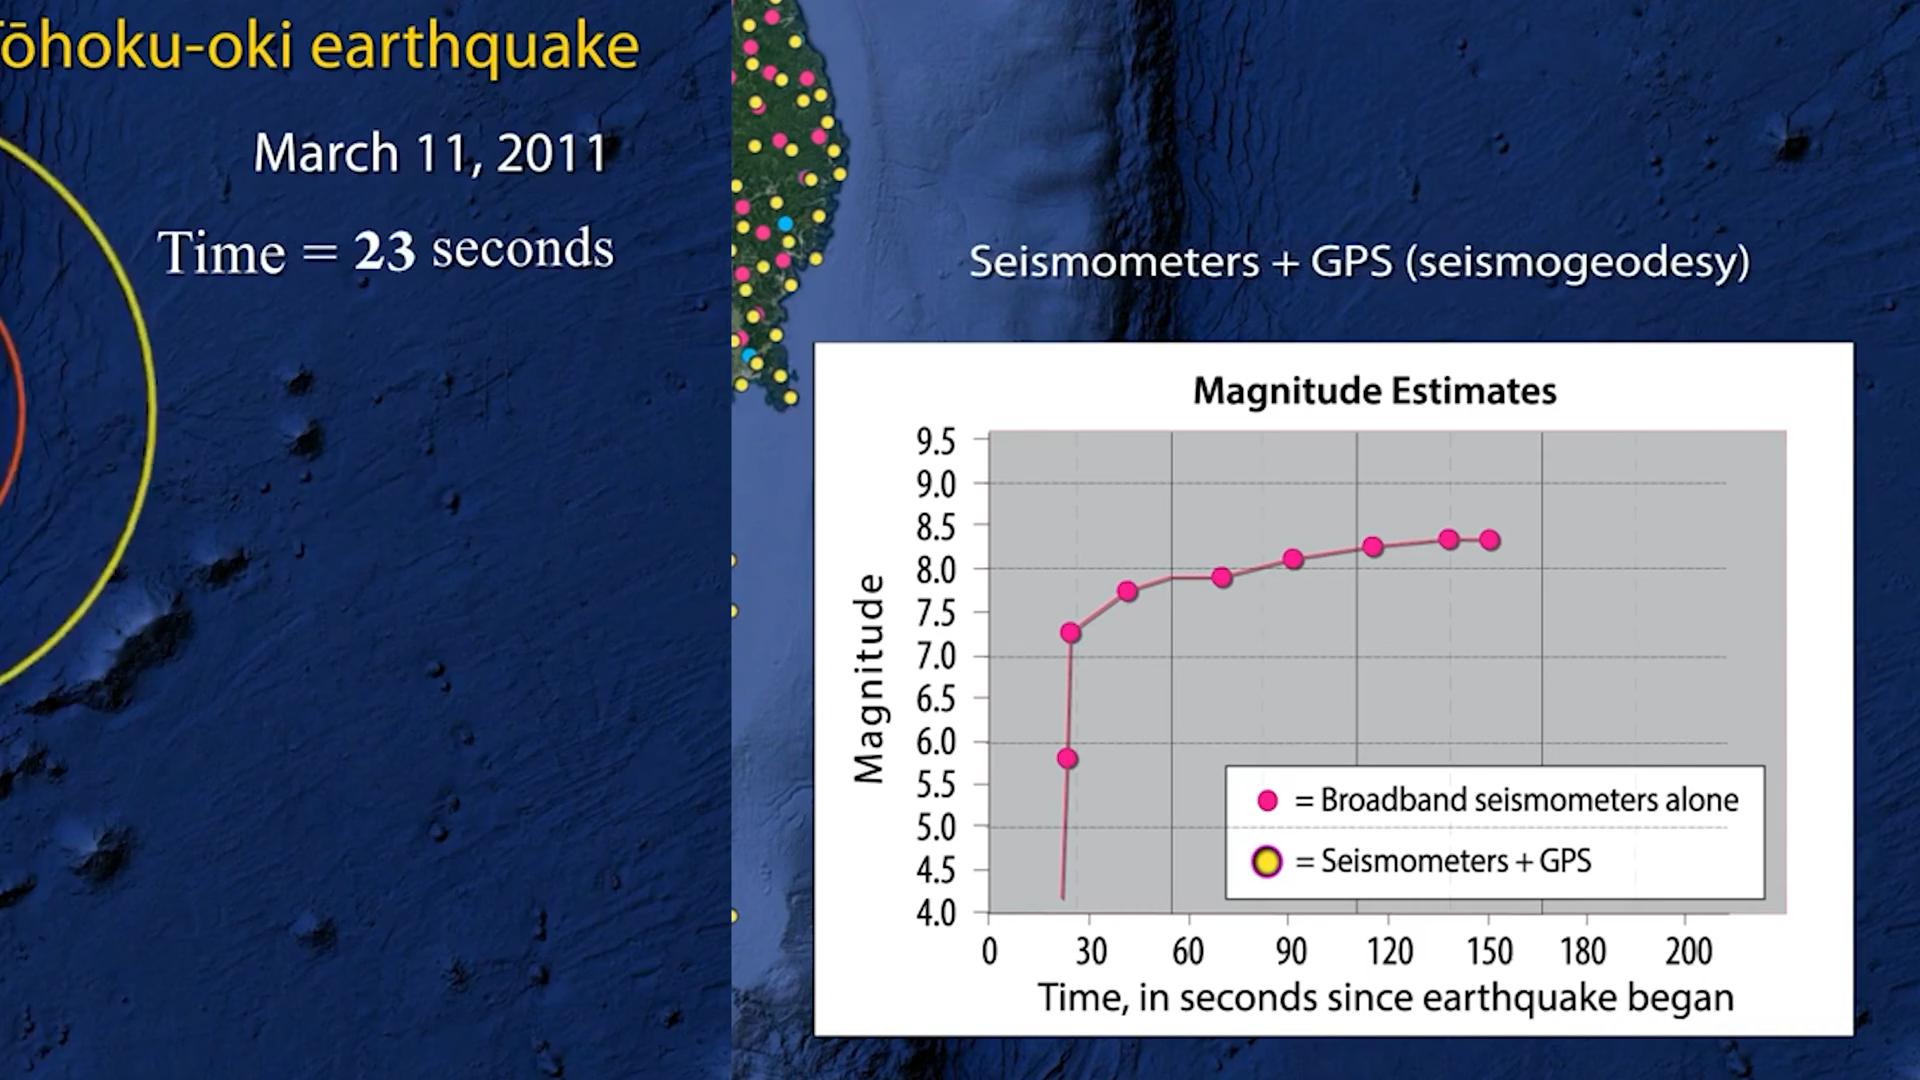 ōhoku-oki earthquake
March 11, 2011
Time = 23 seconds
Seismometers + GPS (seismogeodesy)
Magnitude Estimates
Magnitude
9.5
9.0
8.5
8.0
7.5
7.0
6.5
6.0
5.5
5.0
4.5
4.0
= Broadband seismometers alone
= Seismometers + GPS
0 30 60 90 120 150 180 200
Time, in seconds since earthquake began